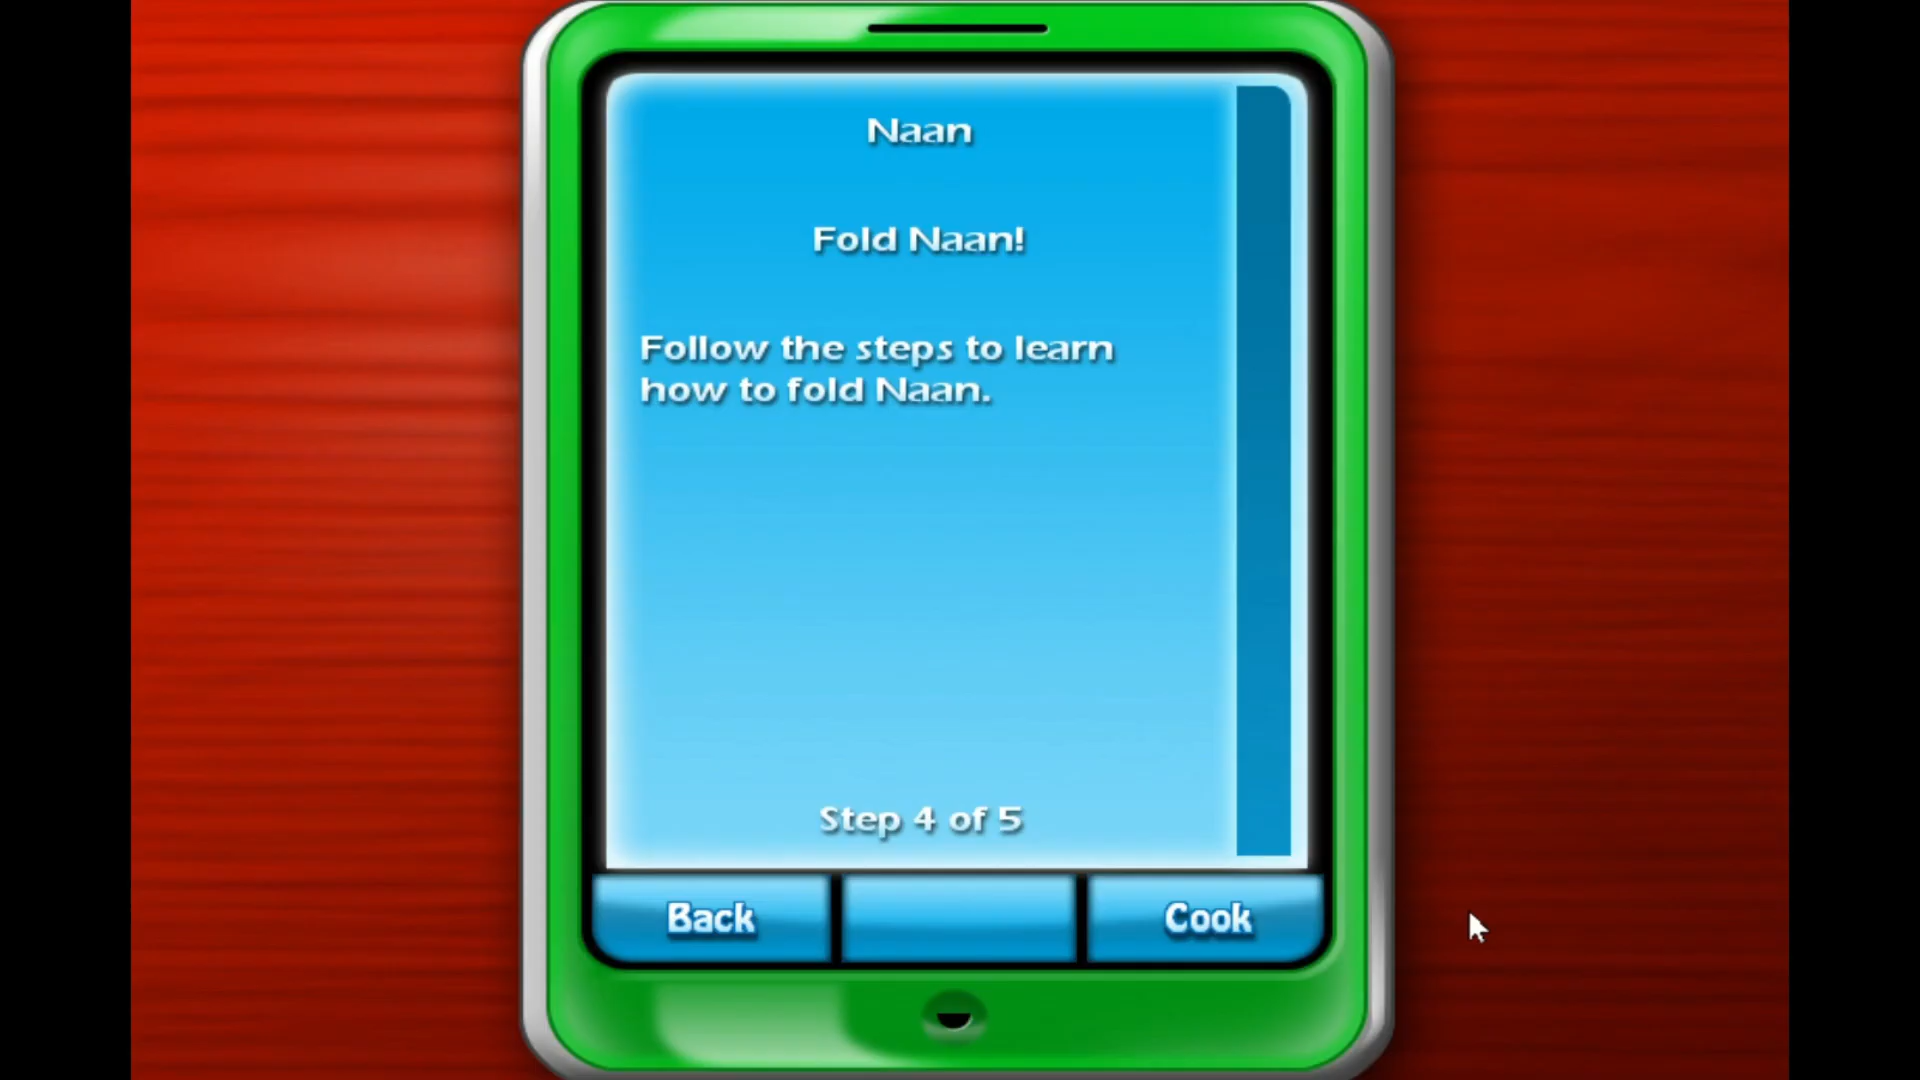 Naan
Fold Naan!
Follow the steps to learn
how to fold Naan.
Step 4 of 5
Back
Cook